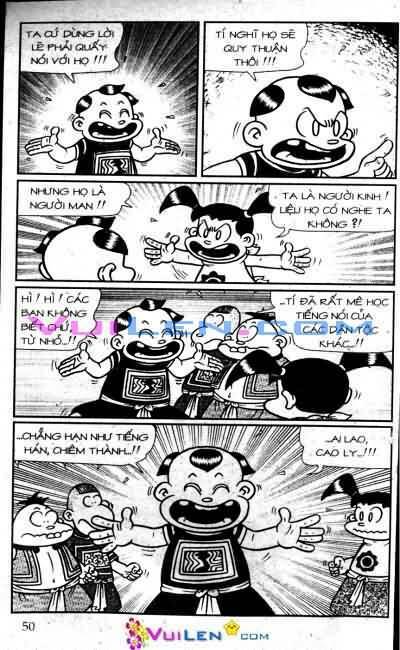 TA CỨ DÙNG LỜI
LẼ PHẢI QUẤY
NÓI VỚI HỌ !!!
TÍ NGHĨ HỌ SẼ
QUY THUẬN
THÔI !!!
NHƯNG HỌ LÀ
NGƯỜI MAN !!
TA LÀ NGƯỜI KINH !
LIỆU HỌ CÓ NGHE TA
KHÔNG ?!
HÌ ! HÌ ! CÁC
BẠN KHÔNG
BIẾT CHỨ
TỪ NHỎ...!!
...TÍ ĐÃ RẤT MÊ HỌC
TIẾNG NÓI CỦA
CÁC DÂN TỘC
KHÁC...!!!
VUILEN.COM
...CHẲNG HẠN NHƯ TIẾNG
HÁN, CHIÊM THÀNH...!!
...AI LAO,
CAO LY...!!!
50
VUILEN.COM